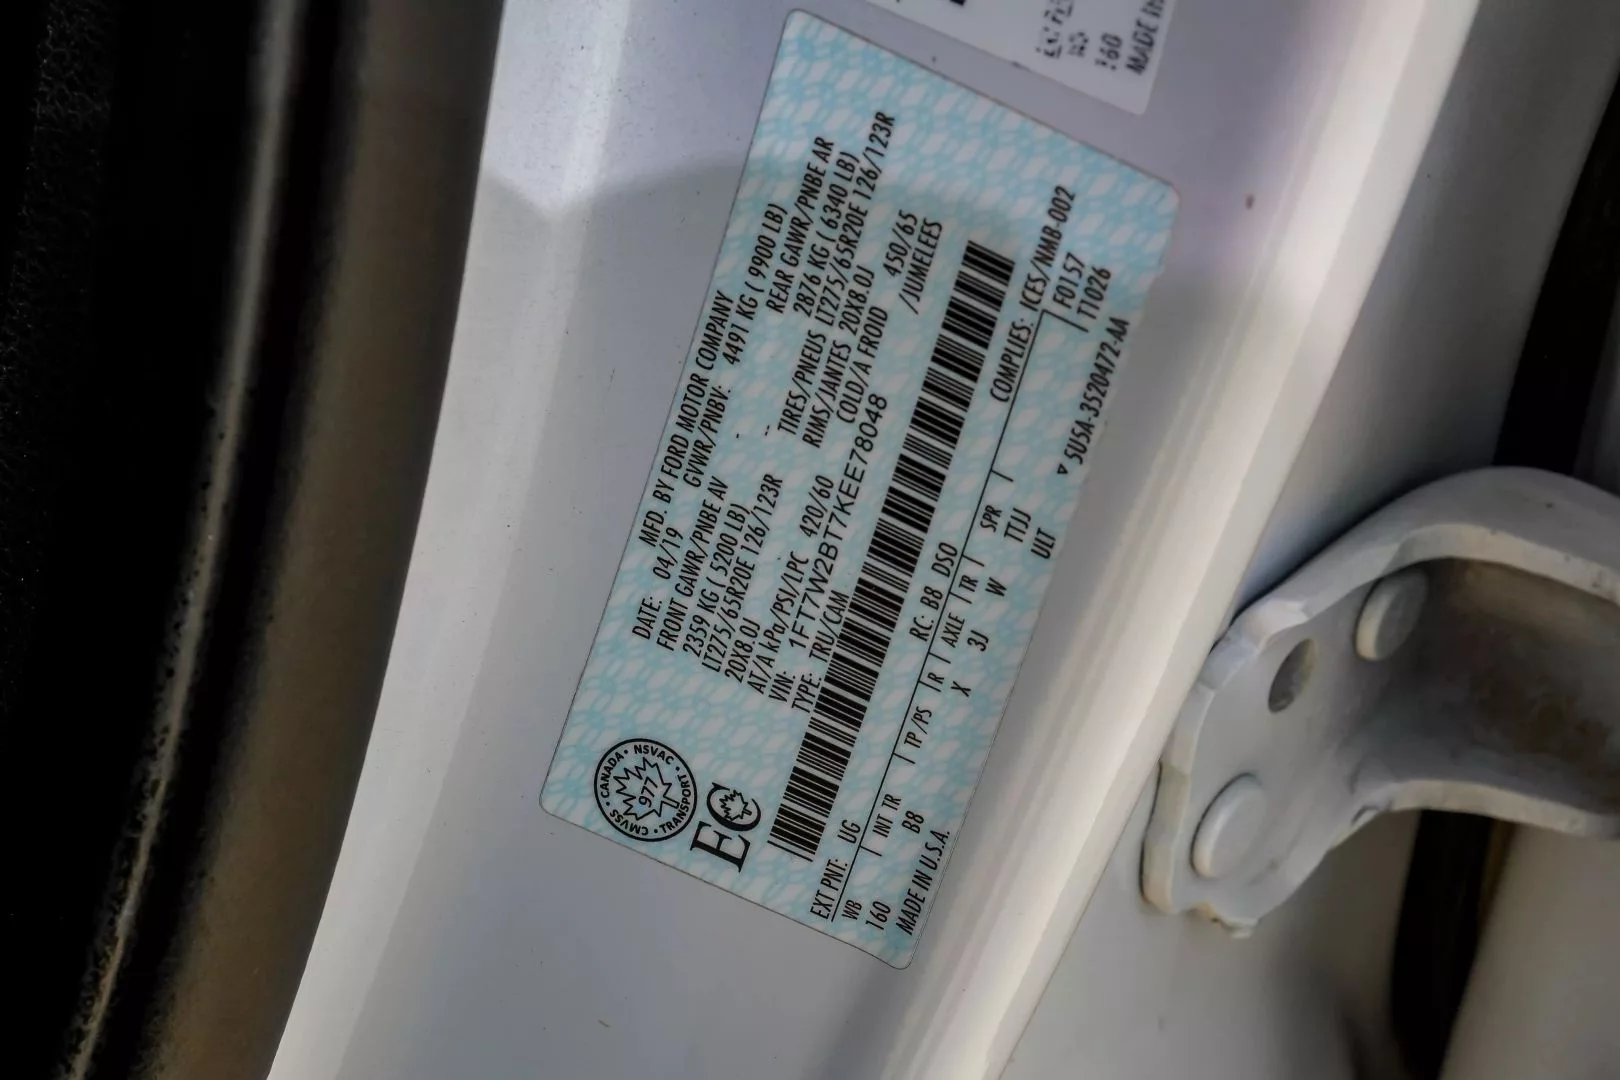 160
MADE IN
MFD. BY FORD MOTOR COMPANY
DATE: 04/19 GVWR/PNBV: 4491 KG ( 9900 LB)
FRONT GAWR/PNBE AV REAR GAWR/PNBE AR
2359 KG ( 5200 LB) 2876 KG ( 6340 LB)
LT275/65R20E 126/123R TIRES/PNEUS LT275/65R20E 126/123R
20X8.0J RIMS/JANTES 20X8.0J
AT/A kPa/PSI/LPC 420/60 COLD/A FROID 450/65
VIN: 1FT7W2BT7KEE78048 /JUMELEES
TYPE: TRU/CAM
CMVSS • CANADA • NSVAC • TRANSPORT
977
EC
EXT PNT: UG RC: B8 DSO COMPLIES: ICES/NMB-002
WB INT TR TP/PS R AXLE TR SPR F0157
160 B8 X 3J W T1JJ T1026
MADE IN U.S.A. ULT ▼ 5U5A-3520472-AA